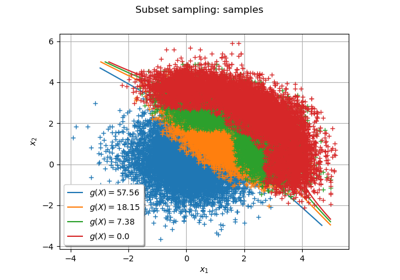 Subset sampling: samples
6
4
2
0
−2
−4
x₂
g(X) = 57.56
g(X) = 18.15
g(X) = 7.38
g(X) = 0.0
−4
−2
0
2
4
x₁